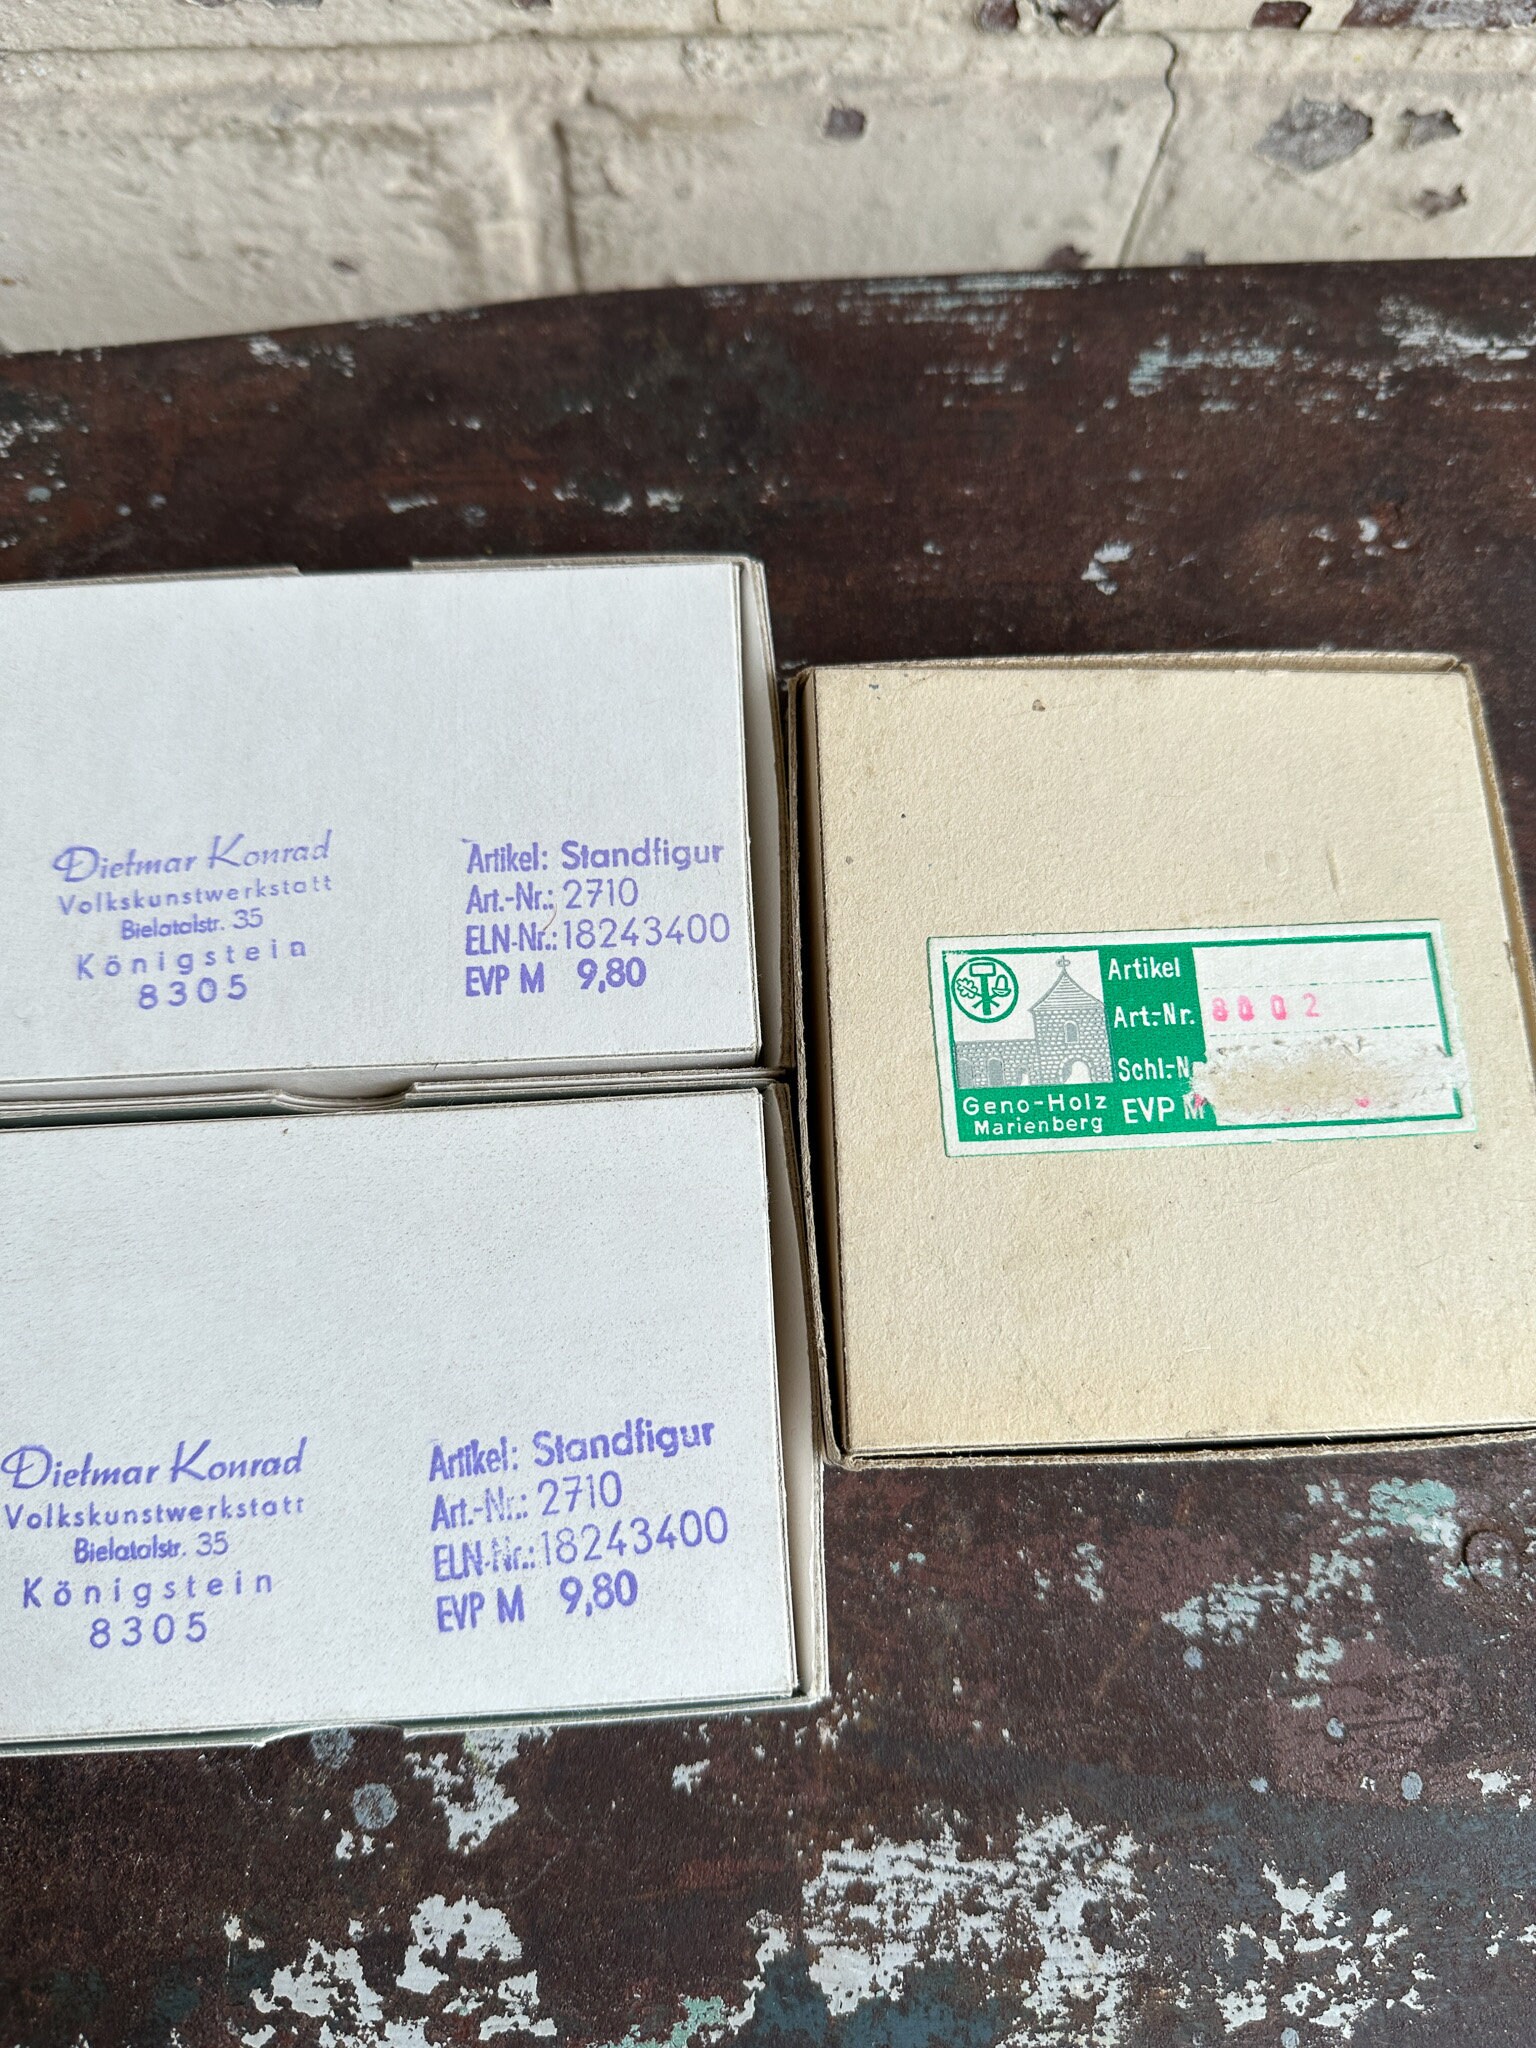 Dietmar Konrad
Volkskunstwerkstatt
Bielatalstr. 35
Königstein
8305
Artikel: Standfigur
Art.-Nr.: 2710
ELN-Nr.: 18243400
EVP M 9,80
Artikel
Art.-Nr. 8002
Schl.-N
EVP M
Geno-Holz
Marienberg
Dietmar Konrad
Volkskunstwerkstatt
Bielatalstr. 35
Königstein
8305
Artikel: Standfigur
Art.-Nr.: 2710
ELN-Nr.: 18243400
EVP M 9,80